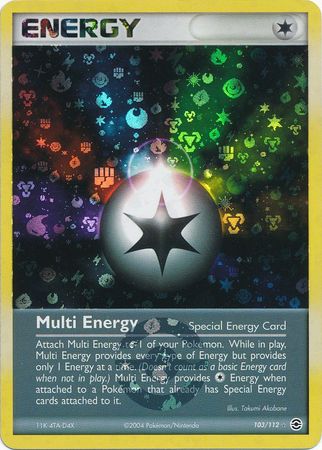 ENERGY
Multi Energy
Special Energy Card
Attach Multi Energy to 1 of your Pokémon. While in play,
Multi Energy provides every type of Energy but provides
only 1 Energy at a time. (Doesn't count as a basic Energy card
when not in play.) Multi Energy provides Energy when
attached to a Pokémon that already has Special Energy
cards attached to it.
Illus. Takumi Akabane
11K-4TA-D4X
©2004 Pokémon/Nintendo
103/112